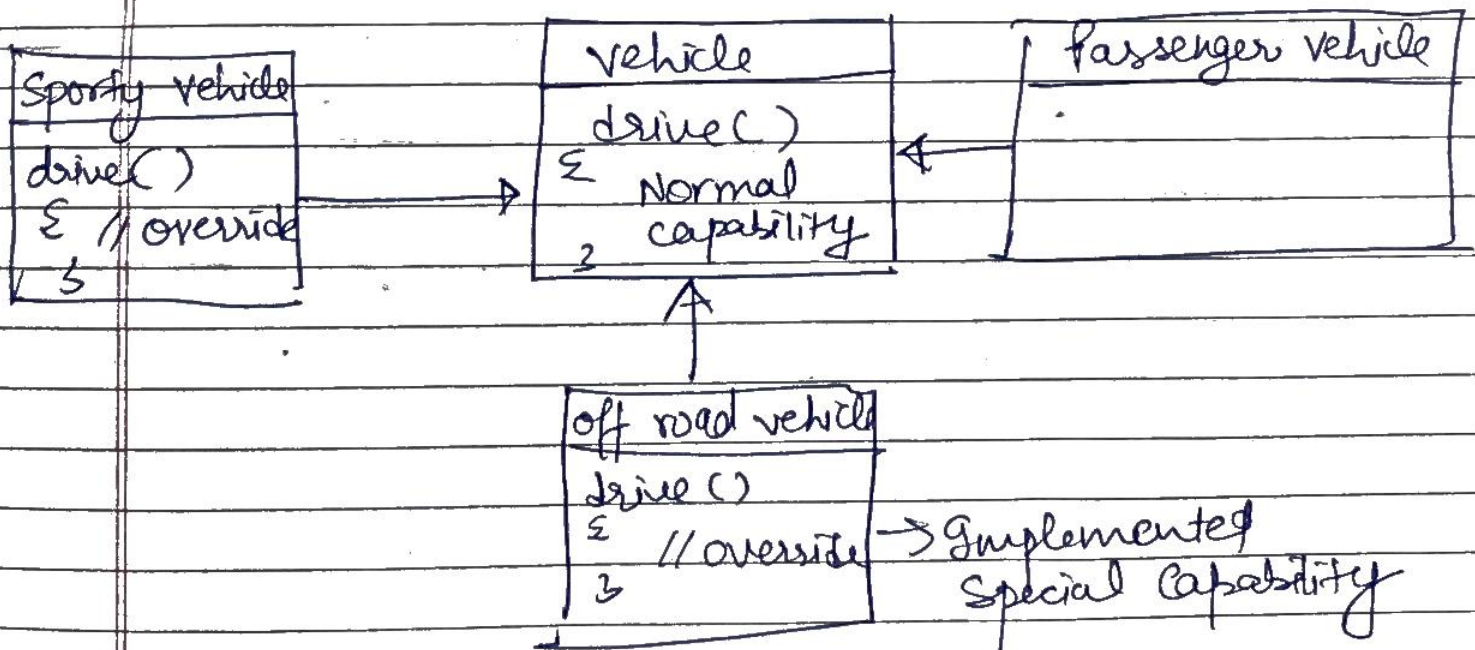 Sporty Vehicle
drive()
{ // override
}
Vehicle
drive()
{ Normal
capability
}
Passenger Vehicle
off road vehicle
drive()
{
// override
}
→ Implemented
Special Capability